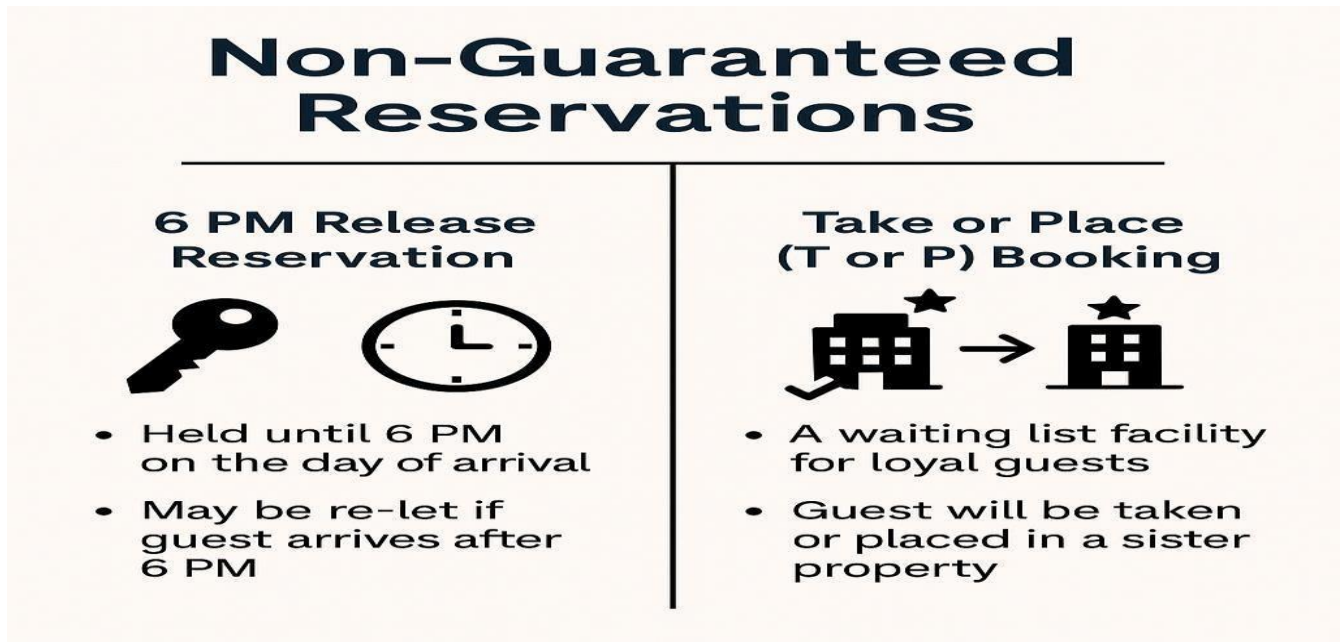 Non-Guaranteed
Reservations
6 PM Release
Reservation
• Held until 6 PM
on the day of arrival
• May be re-let if
guest arrives after
6 PM
Take or Place
(T or P) Booking
• A waiting list facility
for loyal guests
• Guest will be taken
or placed in a sister
property